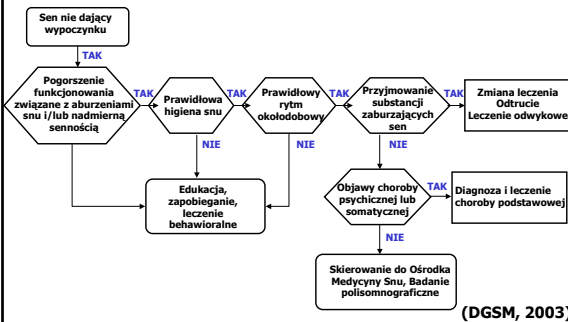 Sen nie dający
wypoczynku
TAK
Pogorszenie
funkcjonowania
związane z aburzeniami
snu i/lub nadmierną
sennością
TAK
Prawidłowa
higiena snu
TAK
Prawidłowy
rytm
okołodobowy
TAK
Przyjmowanie
substancji
zaburzających
sen
TAK
Zmiana leczenia
Odtrucie
Leczenie odwykowe
NIE
NIE
NIE
Edukacja,
zapobieganie,
leczenie
behawioralne
Objawy choroby
psychicznej lub
somatycznej
TAK
Diagnoza i leczenie
choroby podstawowej
NIE
Skierowanie do Ośrodka
Medycyny Snu, Badanie
polisomnograficzne
(DGSM, 2003)